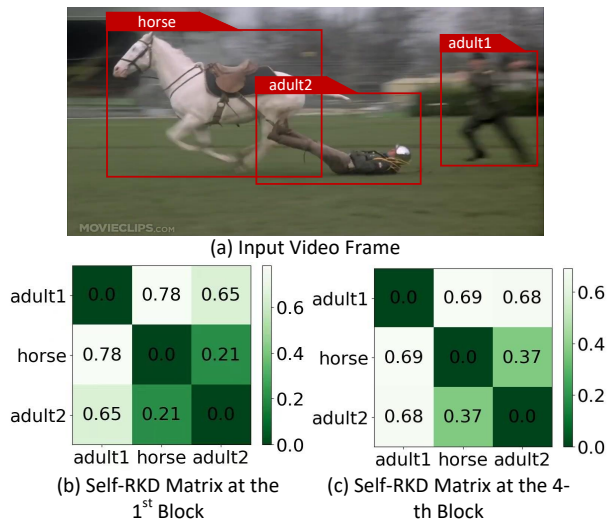 horse
adult1
adult2
MOVIECLIPS.COM
(a) Input Video Frame
adult1 0.0 0.78 0.65
horse 0.78 0.0 0.21
adult2 0.65 0.21 0.0
adult1 horse adult2
0.6
0.4
0.2
0.0
(b) Self-RKD Matrix at the
1st Block
adult1 0.0 0.69 0.68
horse 0.69 0.0 0.37
adult2 0.68 0.37 0.0
adult1 horse adult2
0.6
0.4
0.2
0.0
(c) Self-RKD Matrix at the 4-
th Block